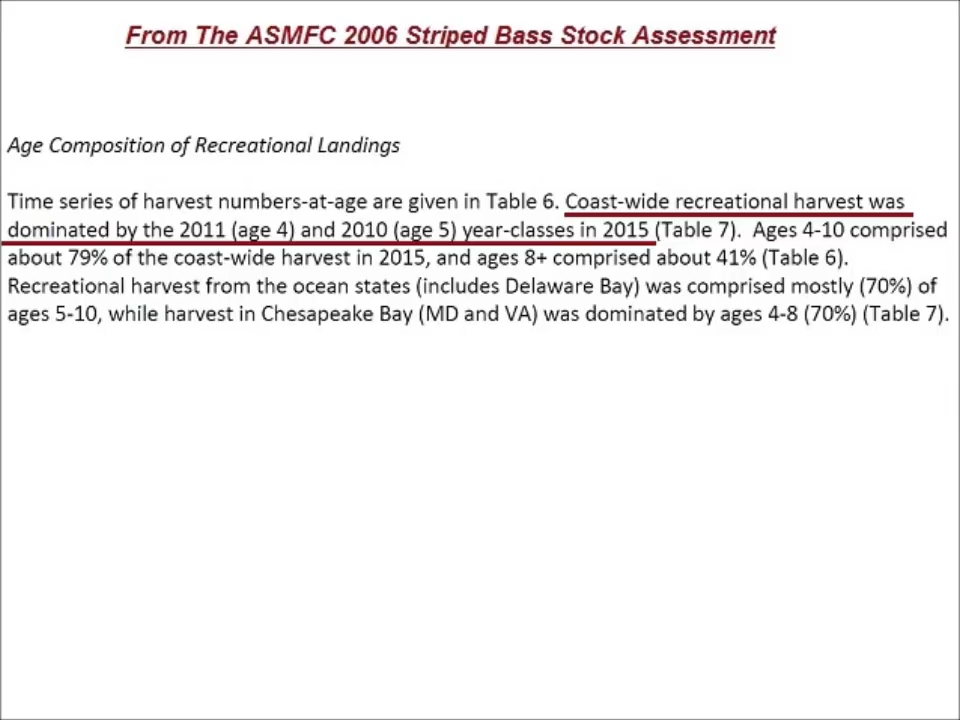 From The ASMFC 2006 Striped Bass Stock Assessment
Age Composition of Recreational Landings
Time series of harvest numbers-at-age are given in Table 6. Coast-wide recreational harvest was
dominated by the 2011 (age 4) and 2010 (age 5) year-classes in 2015 (Table 7).  Ages 4-10 comprised
about 79% of the coast-wide harvest in 2015, and ages 8+ comprised about 41% (Table 6).
Recreational harvest from the ocean states (includes Delaware Bay) was comprised mostly (70%) of
ages 5-10, while harvest in Chesapeake Bay (MD and VA) was dominated by ages 4-8 (70%) (Table 7).